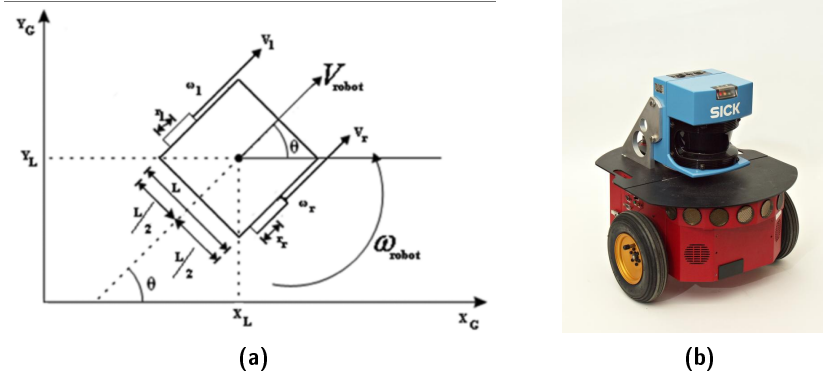 Y_G
V_l
ω_l
V_robot
r_l
V_r
θ
Y_L
L
L/2
ω_r
L/2
r_r
ω_robot
θ
X_L
X_G
SICK
(a)
(b)